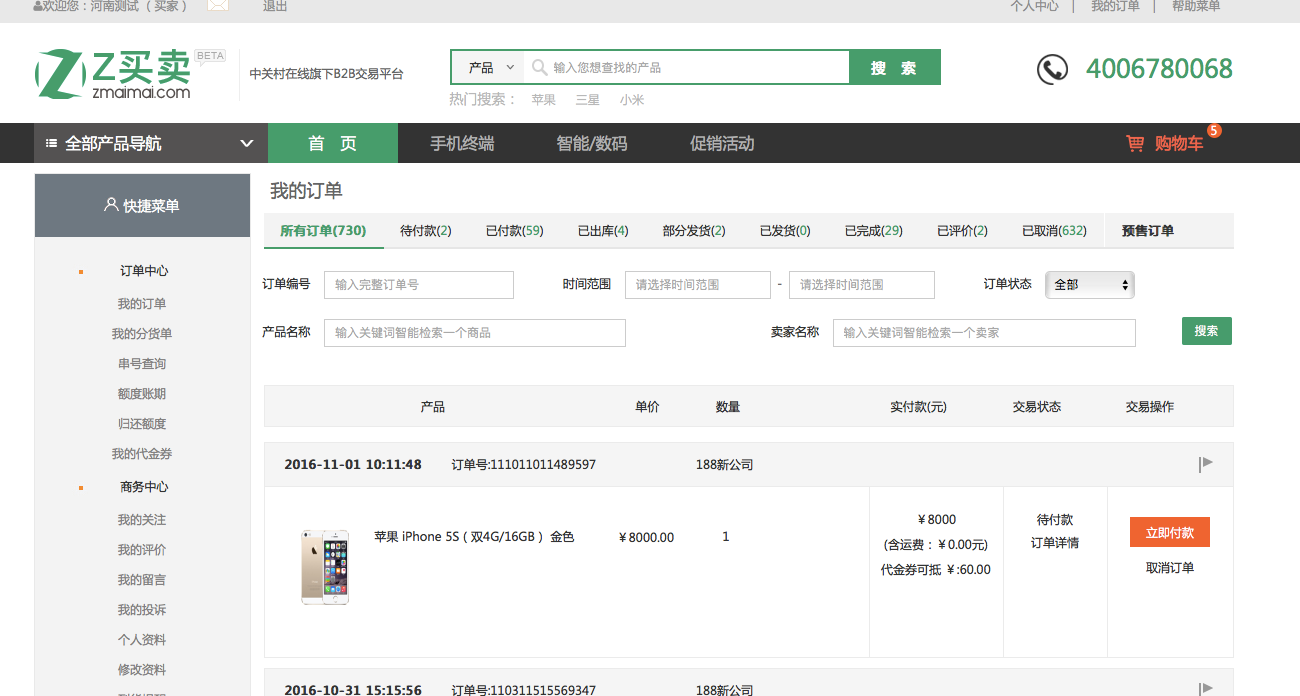 欢迎您：河南测试（买家） 退出 个人中心 | 我的订单 | 帮助菜单
Z买卖 BETA
zmaimai.com
中关村在线旗下B2B交易平台
产品 输入您想查找的产品 搜 索
热门搜索： 苹果 三星 小米
4006780068
全部产品导航 首 页 手机终端 智能/数码 促销活动 购物车 5
快捷菜单
订单中心
我的订单
我的分货单
串号查询
额度账期
归还额度
我的代金券
商务中心
我的关注
我的评价
我的留言
我的投诉
个人资料
修改资料
我的订单
所有订单(730) 待付款(2) 已付款(59) 已出库(4) 部分发货(2) 已发货(0) 已完成(29) 已评价(2) 已取消(632) 预售订单
订单编号 输入完整订单号 时间范围 请选择时间范围 - 请选择时间范围 订单状态 全部
产品名称 输入关键词智能检索一个商品 卖家名称 输入关键词智能检索一个卖家 搜索
产品 单价 数量 实付款(元) 交易状态 交易操作
2016-11-01 10:11:48 订单号:111011011489597 188新公司
苹果 iPhone 5S（双4G/16GB）金色 ￥8000.00 1
￥8000
(含运费：￥0.00元)
代金券可抵 ￥:60.00
待付款
订单详情
立即付款
取消订单
2016-10-31 15:15:56 订单号:110311515569347 188新公司